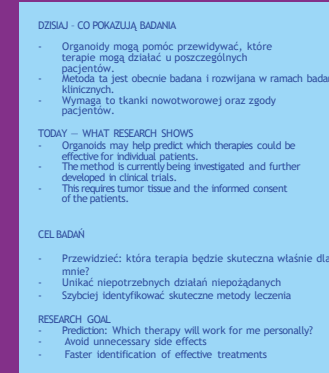 DZISIAJ – CO POKAZUJĄ BADANIA
- Organoidy mogą pomóc przewidywać, które
terapie mogą działać u poszczególnych
pacjentów.
- Metoda ta jest obecnie badana i rozwijana w ramach
klinicznych.
- Wymaga to tkanki nowotworowej oraz zgody
pacjentów.
TODAY — WHAT RESEARCH SHOWS
- Organoids may help predict which therapies could be
effective for individual patients.
- The method is currently being investigated and further
developed in clinical trials.
- This requires tumor tissue and the informed consent
of the patients.
CEL BADAŃ
- Przewidzieć: która terapia będzie skuteczna właśnie dla
mnie?
- Unikać niepotrzebnych działań niepożądanych
- Szybciej identyfikować skuteczne metody leczenia
RESEARCH GOAL
- Prediction: Which therapy will work for me personally?
- Avoid unnecessary side effects
- Faster identification of effective treatments